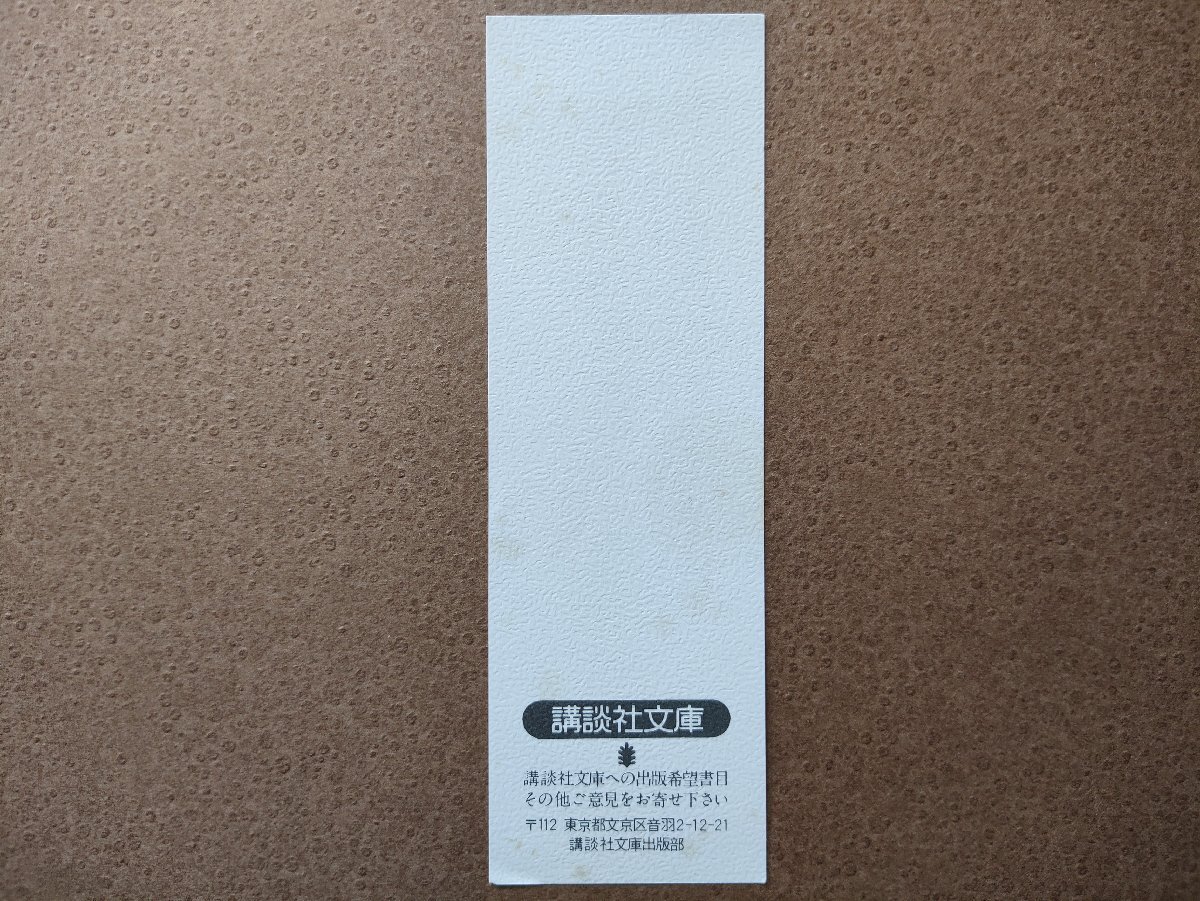 講談社文庫
講談社文庫への出版希望書目
その他ご意見をお寄せ下さい
〒112 東京都文京区音羽2-12-21
講談社文庫出版部